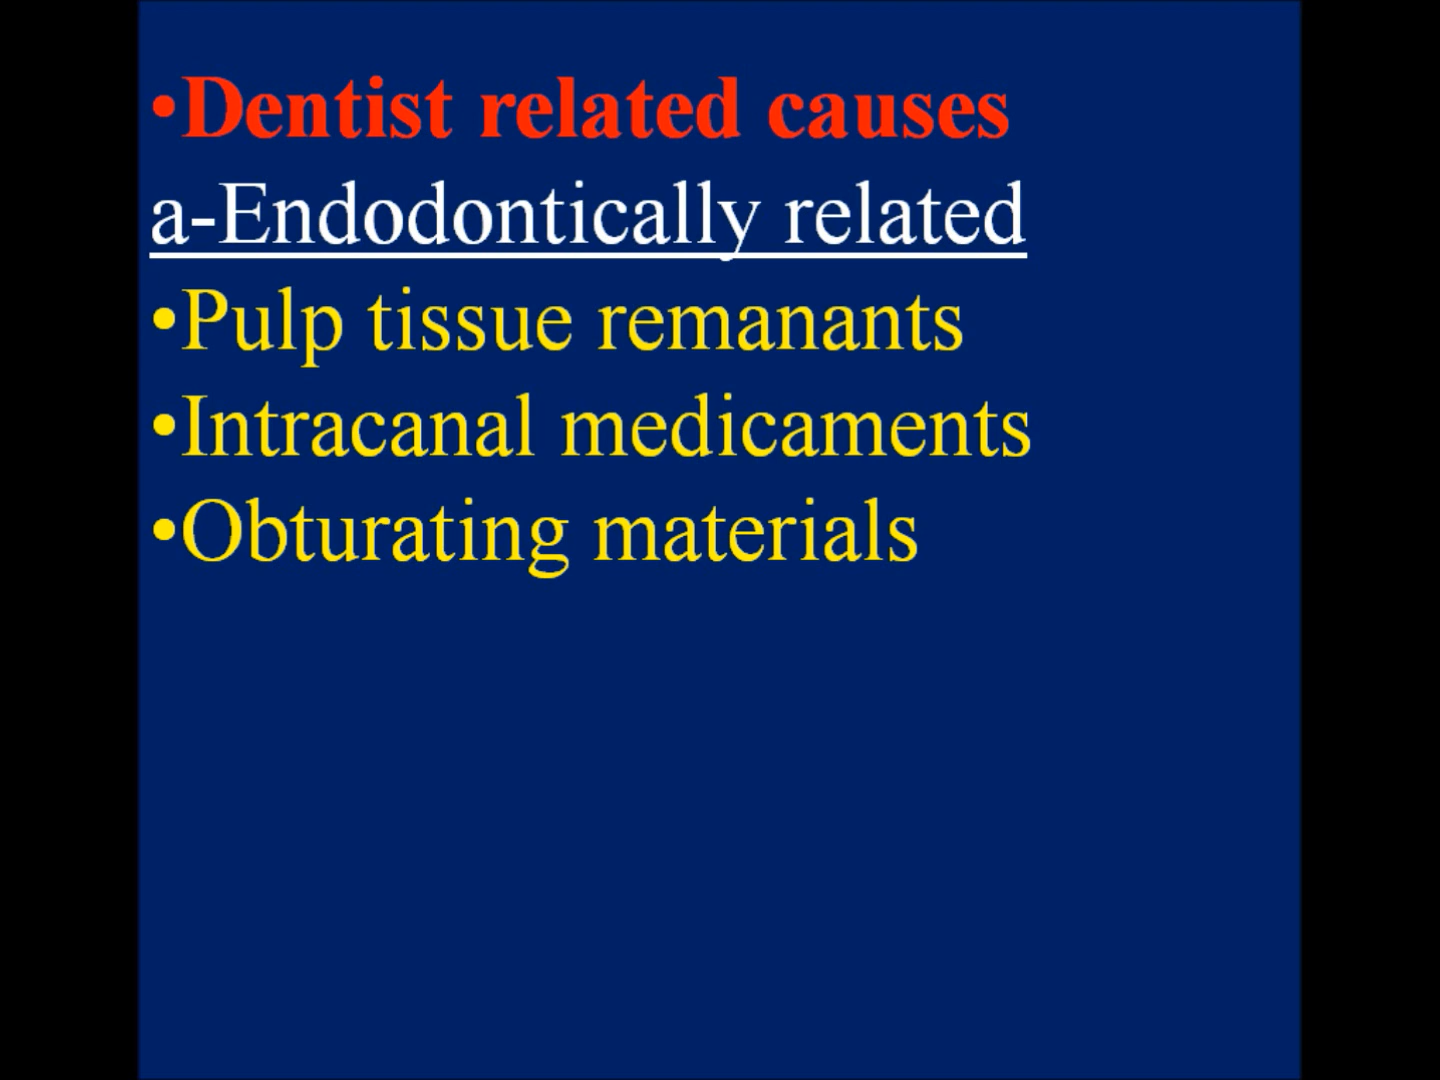 •Dentist related causes
a-Endodontically related
•Pulp tissue remanants
•Intracanal medicaments
•Obturating materials